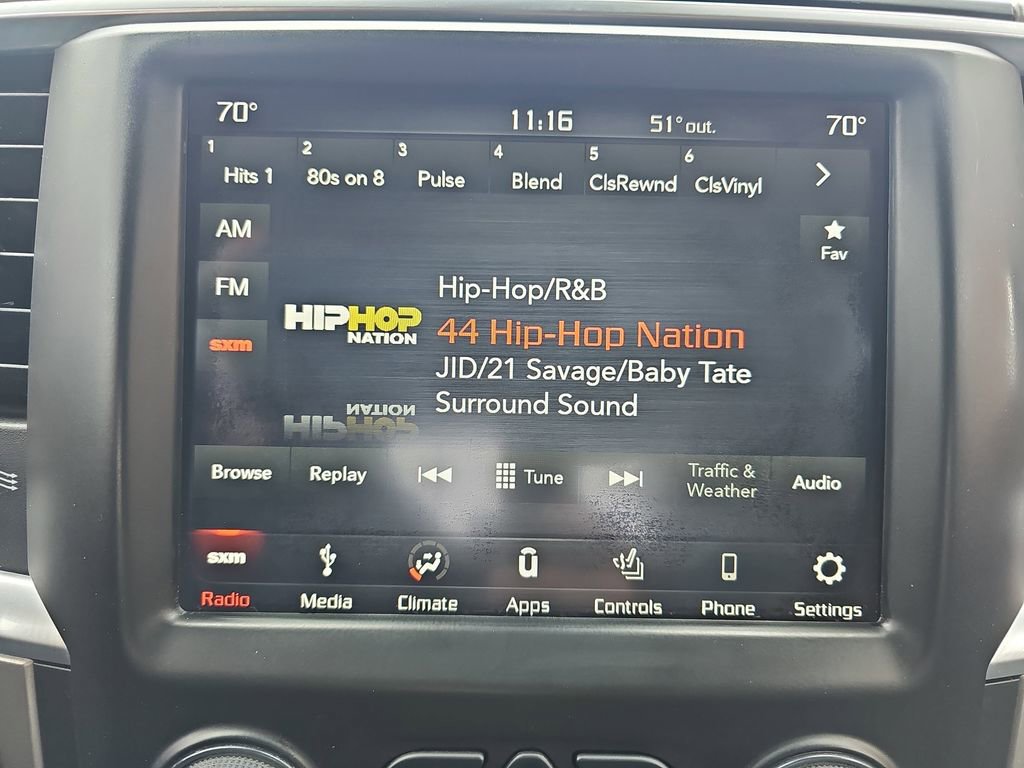 70° 11:16 51° out. 70°
1 2 3 4 5 6
Hits 1 80s on 8 Pulse Blend ClsRewnd ClsVinyl
AM
Fav
FM
Hip-Hop/R&B
HIPHOP
NATION
44 Hip-Hop Nation
sxm
JID/21 Savage/Baby Tate
Surround Sound
NATION
HIPHOP
Browse Replay Tune Traffic & Weather Audio
sxm
Radio Media Climate Apps Controls Phone Settings